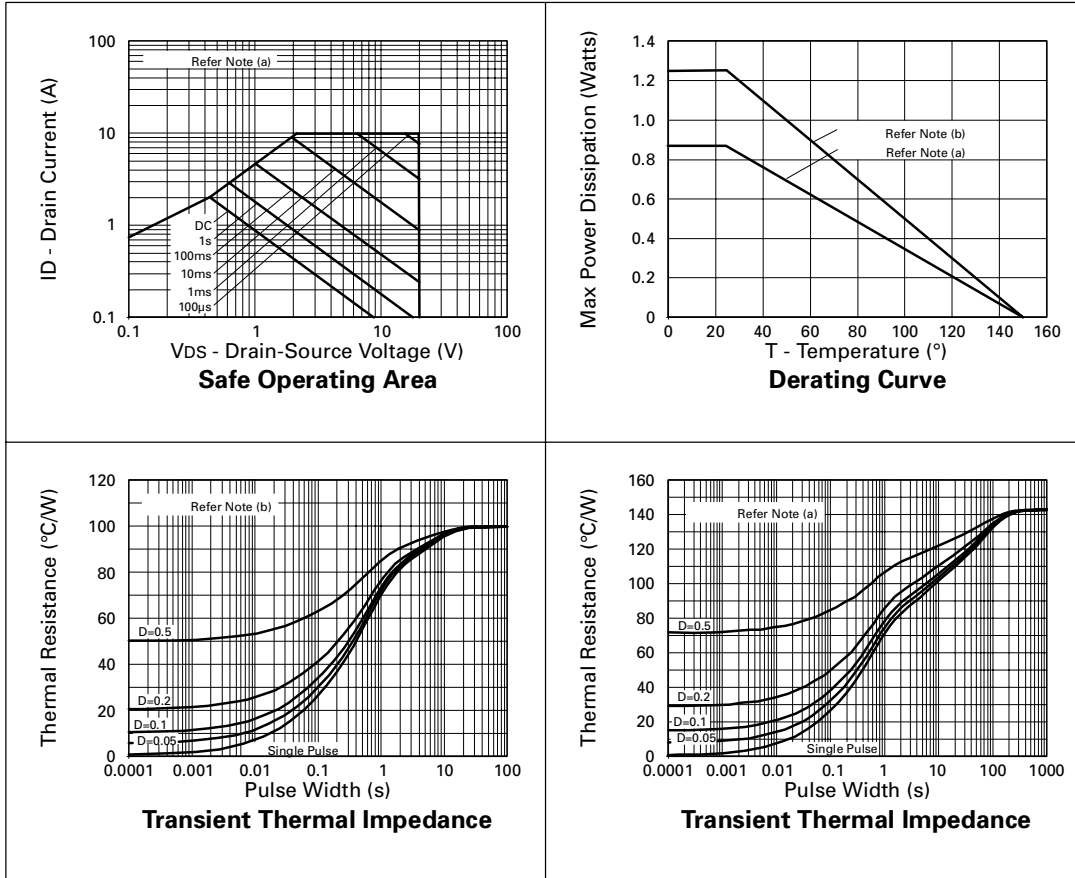 100
10
1
0.1
ID - Drain Current (A)
Refer Note (a)
DC
1s
100ms
10ms
1ms
100µs
0.1
1
10
100
VDS - Drain-Source Voltage (V)
Safe Operating Area
1.4
1.2
1.0
0.8
0.6
0.4
0.2
0
Max Power Dissipation (Watts)
Refer Note (b)
Refer Note (a)
0
20
40
60
80
100
120
140
160
T - Temperature (°)
Derating Curve
120
100
80
60
40
20
0
Thermal Resistance (°C/W)
Refer Note (b)
D=0.5
D=0.2
D=0.1
D=0.05
Single Pulse
0.0001
0.001
0.01
0.1
1
10
100
Pulse Width (s)
Transient Thermal Impedance
160
140
120
100
80
60
40
20
0
Thermal Resistance (°C/W)
Refer Note (a)
D=0.5
D=0.2
D=0.1
D=0.05
Single Pulse
0.0001
0.001
0.01
0.1
1
10
100
1000
Pulse Width (s)
Transient Thermal Impedance